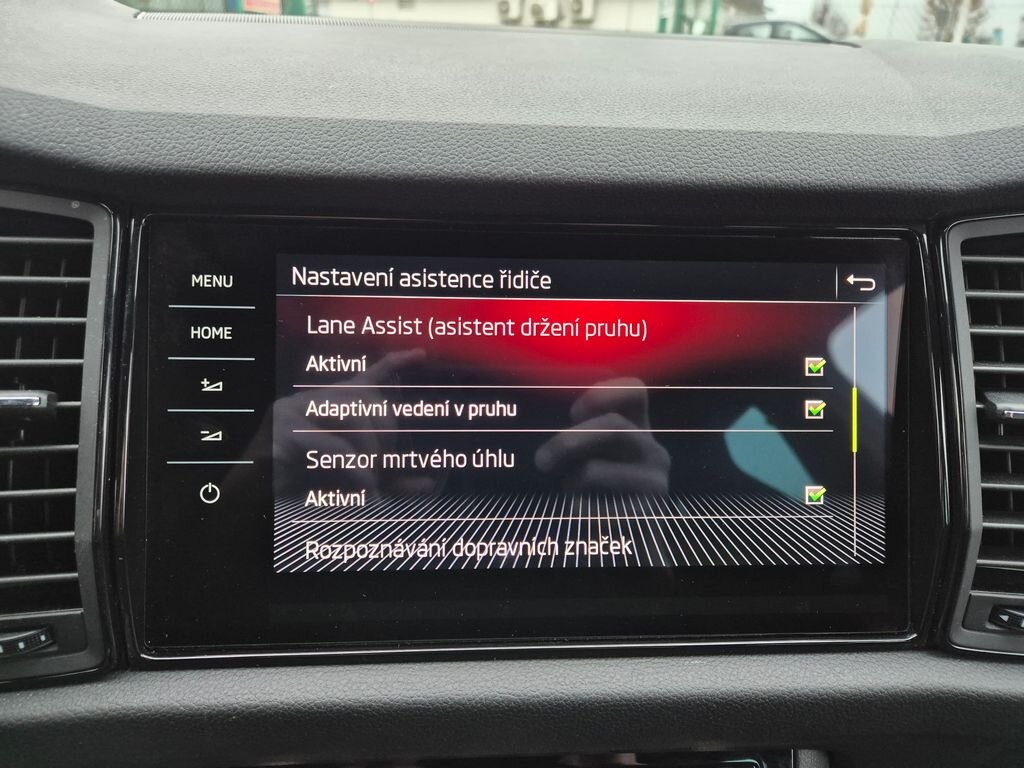 Nastavení asistence řidiče
MENU
Lane Assist (asistent držení pruhu)
HOME
Aktivní
Adaptivní vedení v pruhu
Senzor mrtvého úhlu
Aktivní
Rozpoznávání dopravních značek